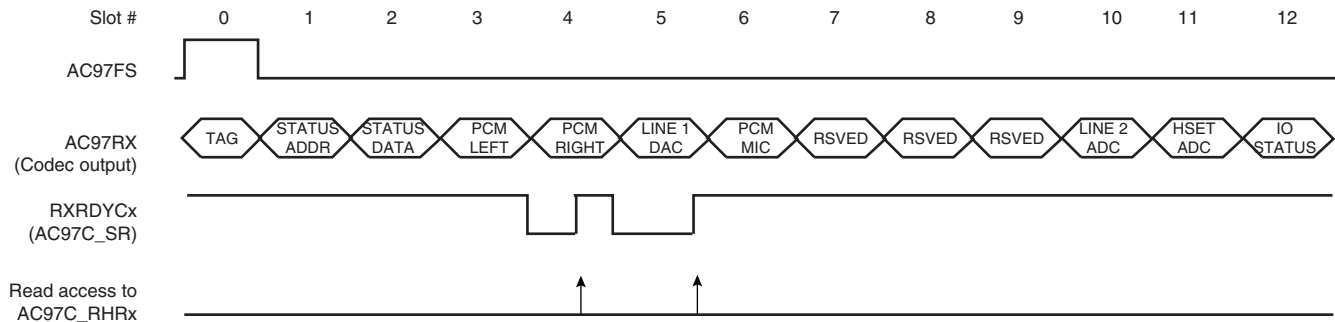 Slot # 0 1 2 3 4 5 6 7 8 9 10 11 12
AC97FS
AC97RX
(Codec output)
TAG
STATUS
ADDR
STATUS
DATA
PCM
LEFT
PCM
RIGHT
LINE 1
DAC
PCM
MIC
RSVED
RSVED
RSVED
LINE 2
ADC
HSET
ADC
IO
STATUS
RXRDYCx
(AC97C_SR)
Read access to
AC97C_RHRx